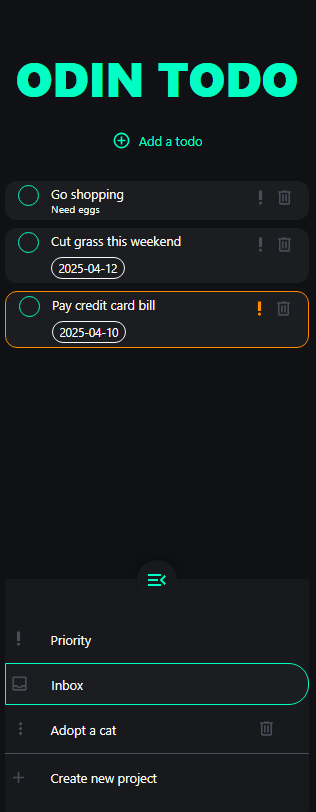 ODIN TODO
Add a todo
Go shopping
Need eggs
Cut grass this weekend
2025-04-12
Pay credit card bill
2025-04-10
Priority
Inbox
Adopt a cat
Create new project